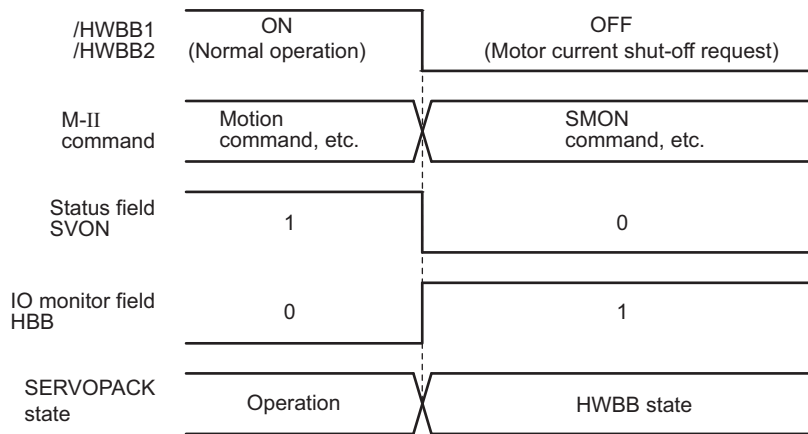 /HWBB1
/HWBB2
ON
(Normal operation)
OFF
(Motor current shut-off request)
M-II
command
Motion
command, etc.
SMON
command, etc.
Status field
SVON
1
0
IO monitor field
HBB
0
1
SERVOPACK
state
Operation
HWBB state